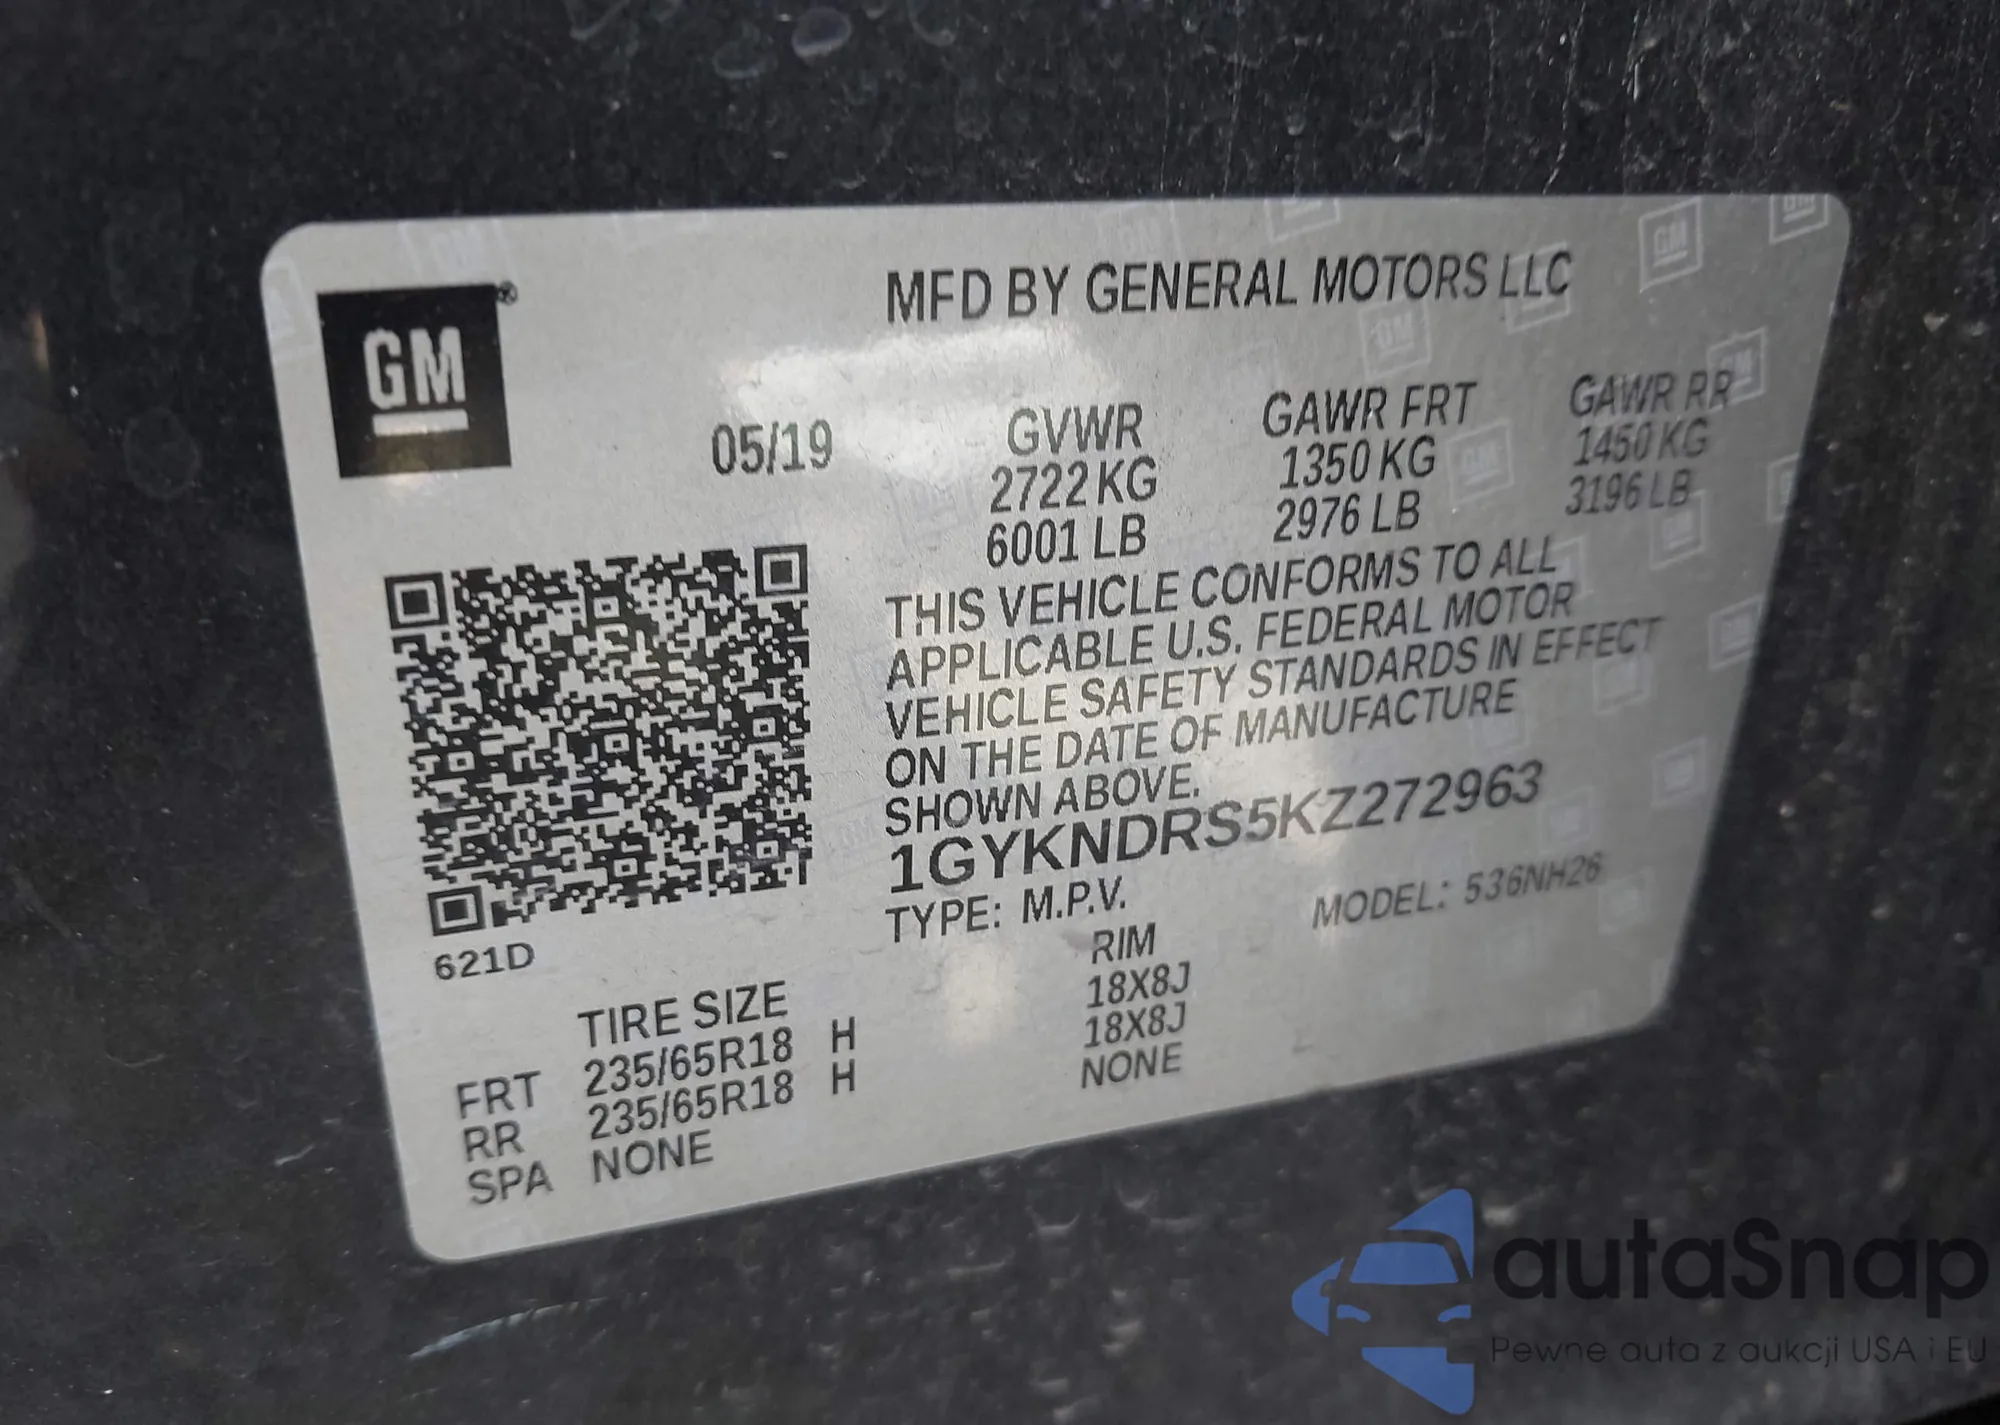 GM®
MFD BY GENERAL MOTORS LLC
05/19 GVWR GAWR FRT GAWR RR
2722 KG 1350 KG 1450 KG
6001 LB 2976 LB 3196 LB
THIS VEHICLE CONFORMS TO ALL
APPLICABLE U.S. FEDERAL MOTOR
VEHICLE SAFETY STANDARDS IN EFFECT
ON THE DATE OF MANUFACTURE
SHOWN ABOVE.
1GYKNDRS5KZ272963
TYPE: M.P.V. MODEL: 536NH26
621D
TIRE SIZE RIM
FRT 235/65R18 H 18X8J
RR 235/65R18 H 18X8J
SPA NONE NONE
autaSnap
Pewne auta z aukcji USA i EU